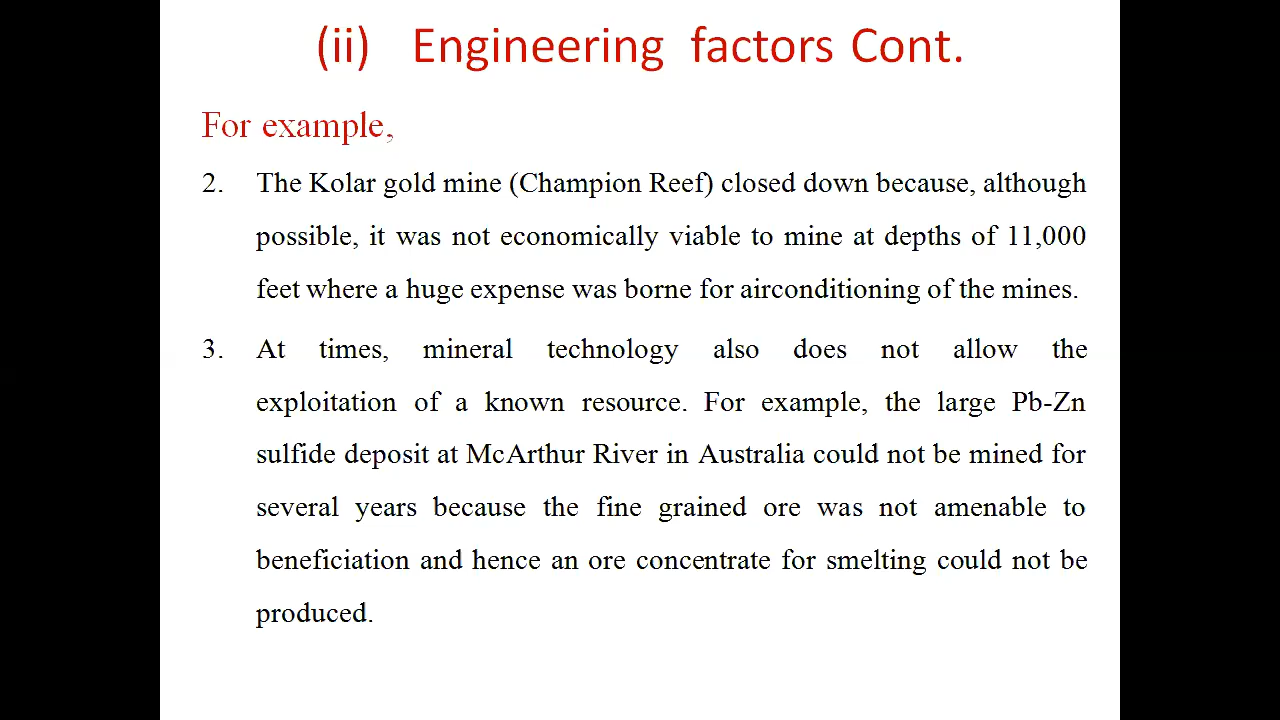 (ii) Engineering factors Cont.
For example,
2. The Kolar gold mine (Champion Reef) closed down because, although
possible, it was not economically viable to mine at depths of 11,000
feet where a huge expense was borne for airconditioning of the mines.
3. At times, mineral technology also does not allow the
exploitation of a known resource. For example, the large Pb-Zn
sulfide deposit at McArthur River in Australia could not be mined for
several years because the fine grained ore was not amenable to
beneficiation and hence an ore concentrate for smelting could not be
produced.